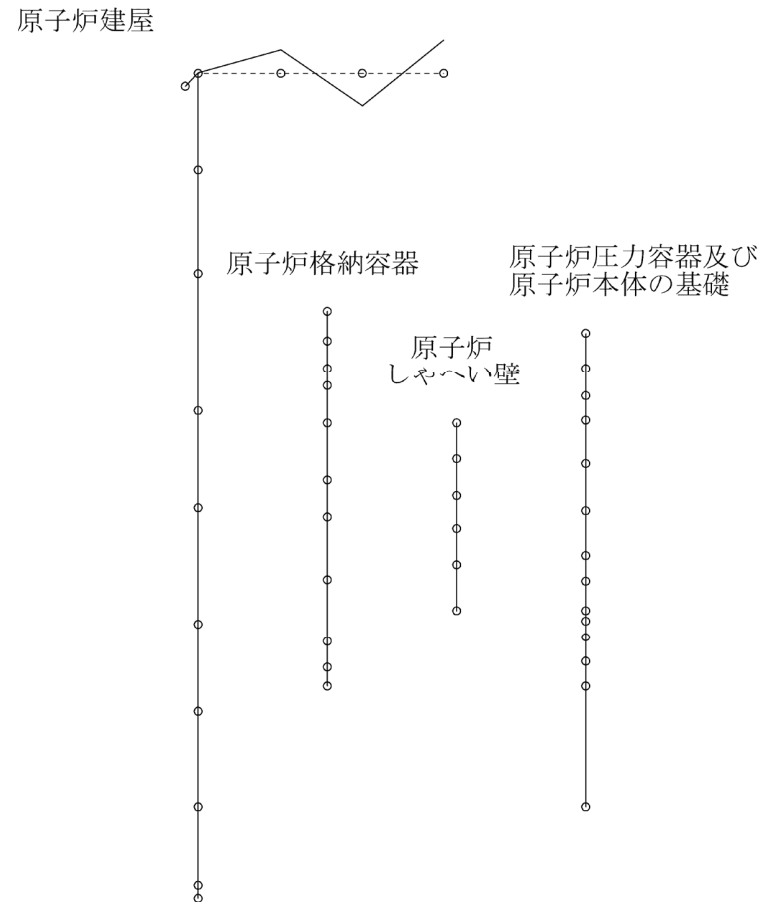 原子炉建屋
原子炉格納容器
原子炉圧力容器及び
原子炉本体の基礎
原子炉
しゃへい壁